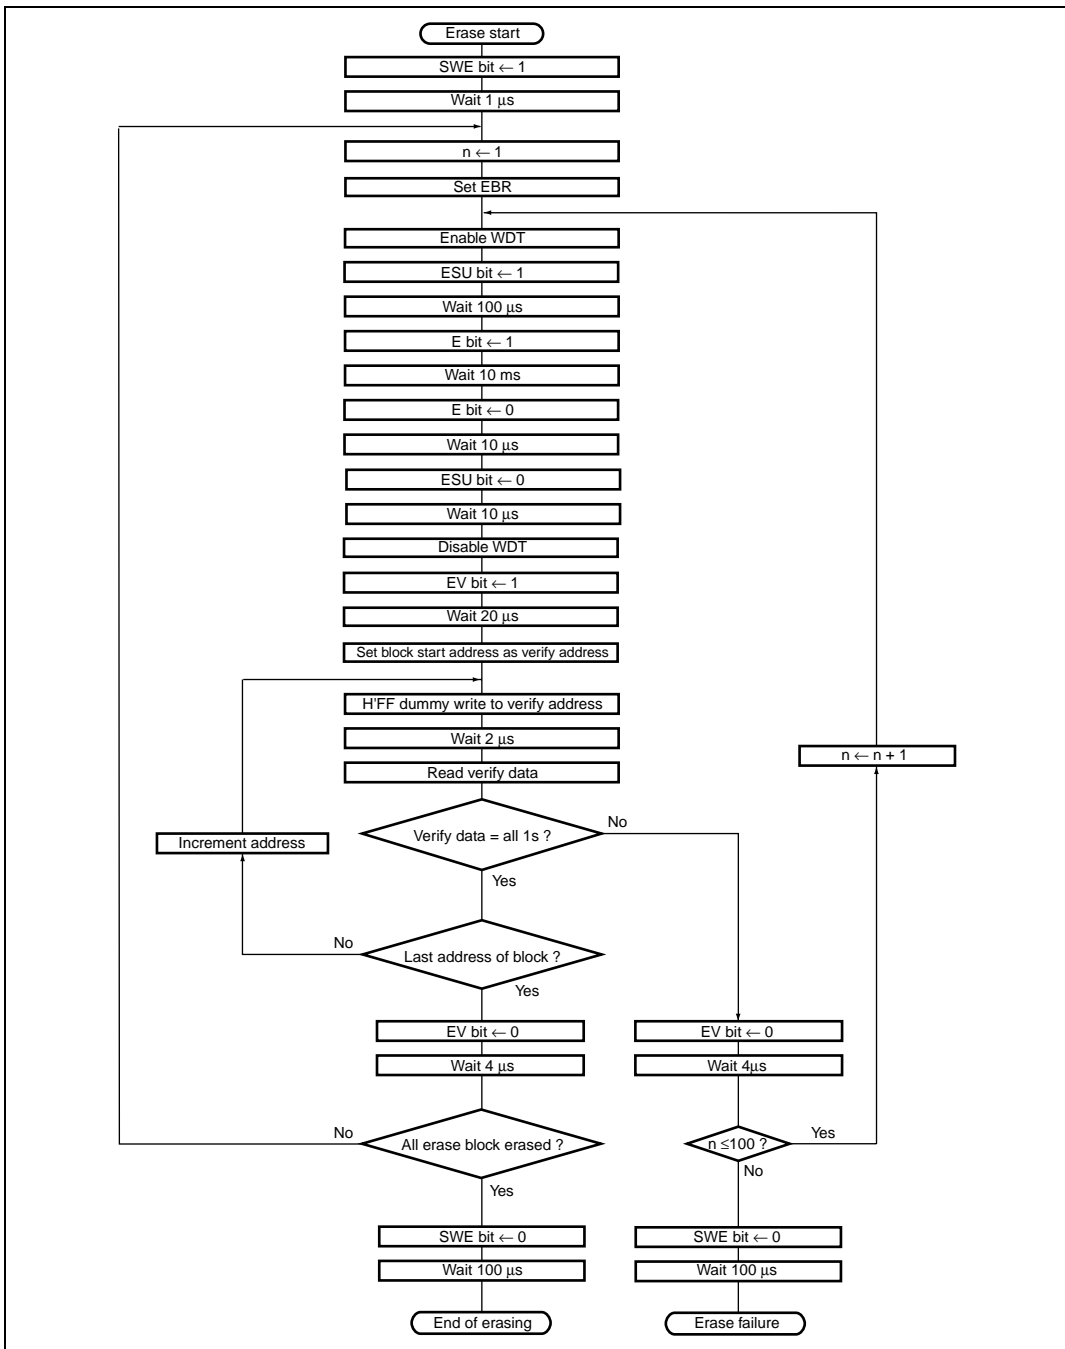 Erase start
SWE bit ← 1
Wait 1 µs
n ← 1
Set EBR
Enable WDT
ESU bit ← 1
Wait 100 µs
E bit ← 1
Wait 10 ms
E bit ← 0
Wait 10 µs
ESU bit ← 0
Wait 10 µs
Disable WDT
EV bit ← 1
Wait 20 µs
Set block start address as verify address
H'FF dummy write to verify address
Wait 2 µs
n ← n + 1
Read verify data
No
Verify data = all 1s ?
Increment address
Yes
No
Last address of block ?
Yes
EV bit ← 0
EV bit ← 0
Wait 4 µs
Wait 4µs
No
All erase block erased ?
n ≤100 ?
Yes
No
Yes
SWE bit ← 0
SWE bit ← 0
Wait 100 µs
Wait 100 µs
End of erasing
Erase failure